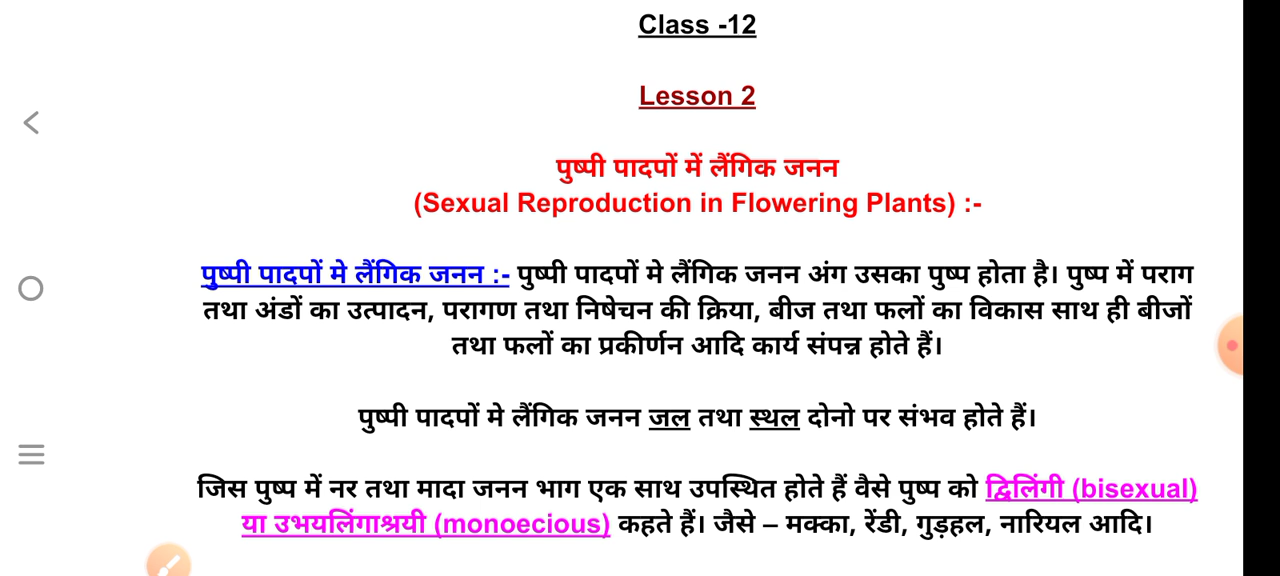 Class -12
Lesson 2
पुष्पी पादपों में लैंगिक जनन
(Sexual Reproduction in Flowering Plants) :-
पुष्पी पादपों मे लैंगिक जनन :- पुष्पी पादपों मे लैंगिक जनन अंग उसका पुष्प होता है। पुष्प में पराग
तथा अंडों का उत्पादन, परागण तथा निषेचन की क्रिया, बीज तथा फलों का विकास साथ ही बीजों
तथा फलों का प्रकीर्णन आदि कार्य संपन्न होते हैं।
पुष्पी पादपों मे लैंगिक जनन जल तथा स्थल दोनो पर संभव होते हैं।
जिस पुष्प में नर तथा मादा जनन भाग एक साथ उपस्थित होते हैं वैसे पुष्प को द्विलिंगी (bisexual)
या उभयलिंगाश्रयी (monoecious) कहते हैं। जैसे – मक्का, रेंडी, गुड़हल, नारियल आदि।